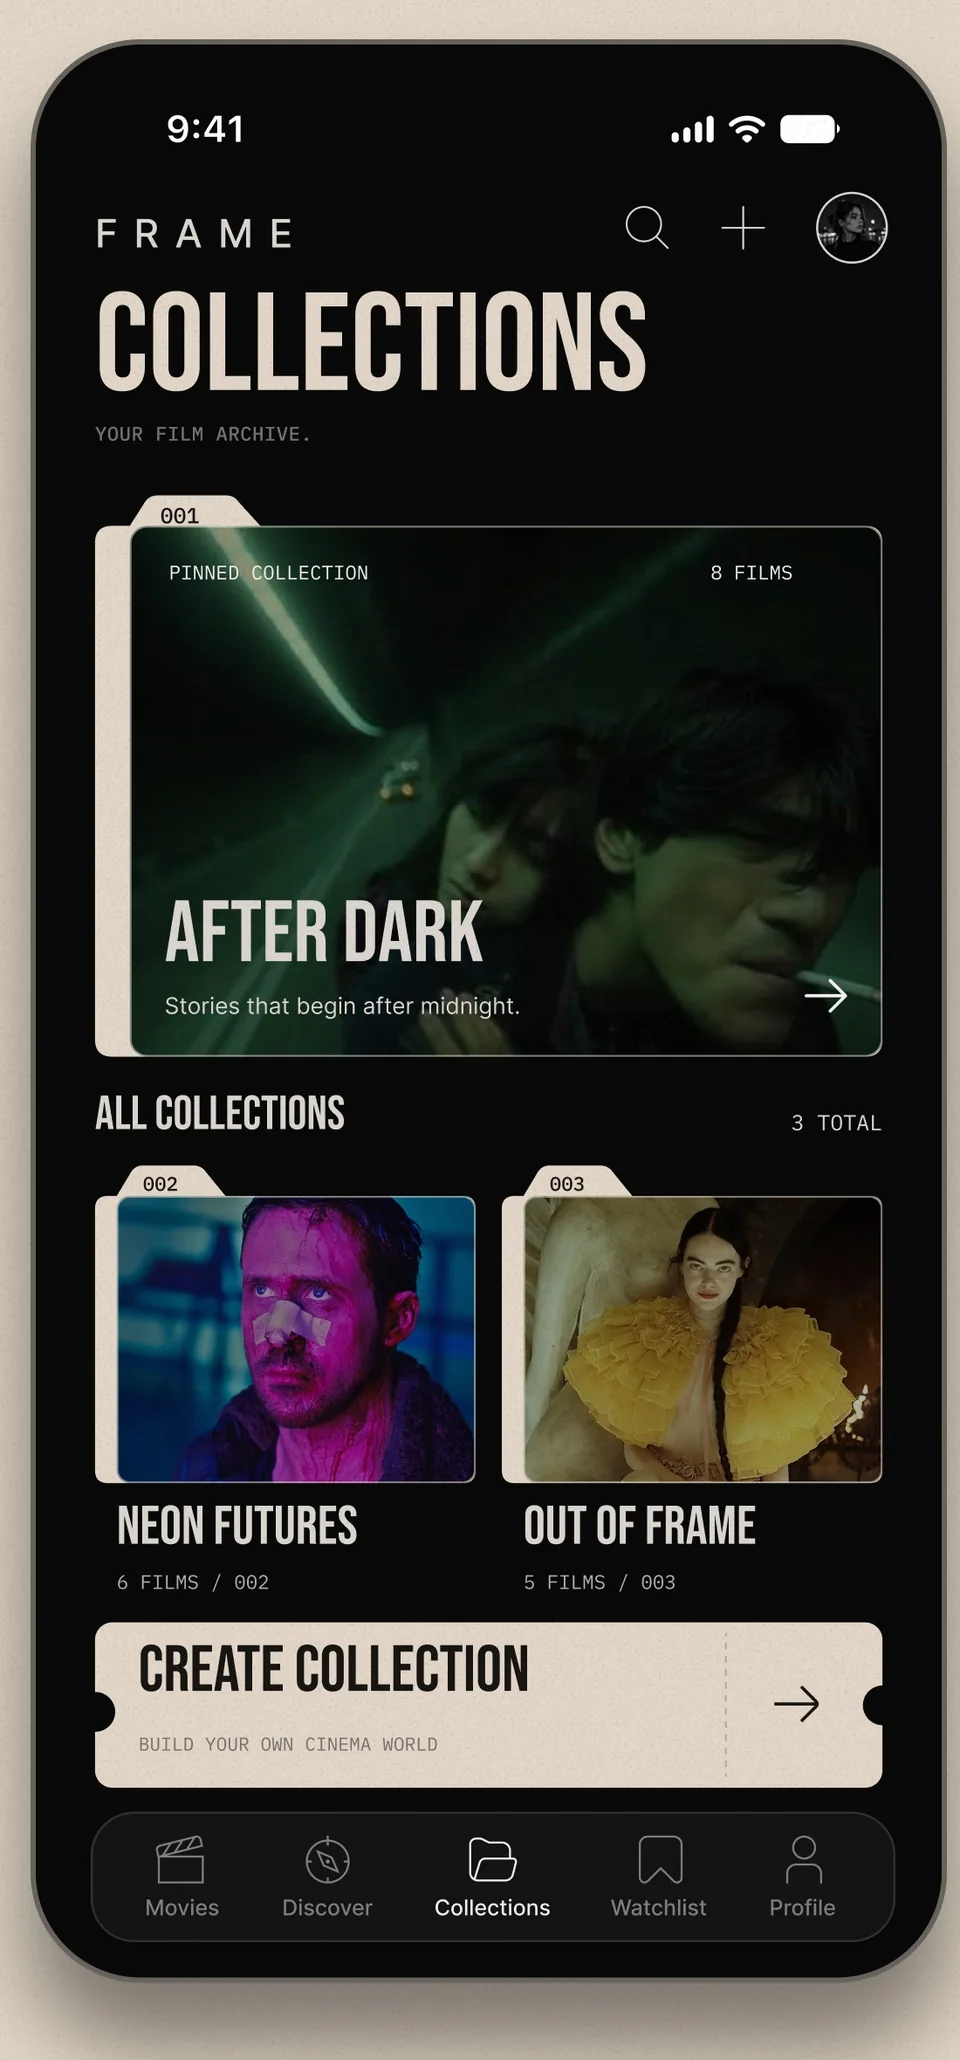 9:41
FRAME
COLLECTIONS
YOUR FILM ARCHIVE.
001
PINNED COLLECTION 8 FILMS
AFTER DARK
Stories that begin after midnight.
ALL COLLECTIONS 3 TOTAL
002 003
NEON FUTURES OUT OF FRAME
6 FILMS / 002 5 FILMS / 003
CREATE COLLECTION
BUILD YOUR OWN CINEMA WORLD
Movies Discover Collections Watchlist Profile